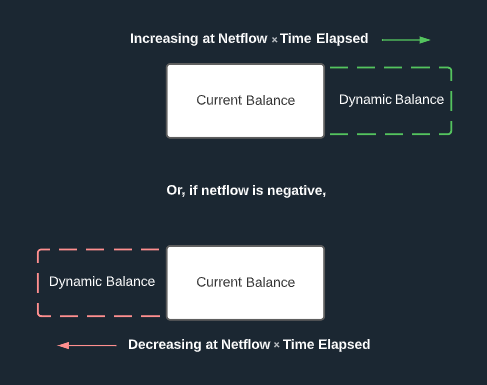 Increasing at Netflow × Time Elapsed
Current Balance
Dynamic Balance
Or, if netflow is negative,
Dynamic Balance
Current Balance
Decreasing at Netflow × Time Elapsed